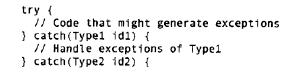 try {
  // Code that might generate exceptions
} catch(Type1 id1) {
  // Handle exceptions of Type1
} catch(Type2 id2) {